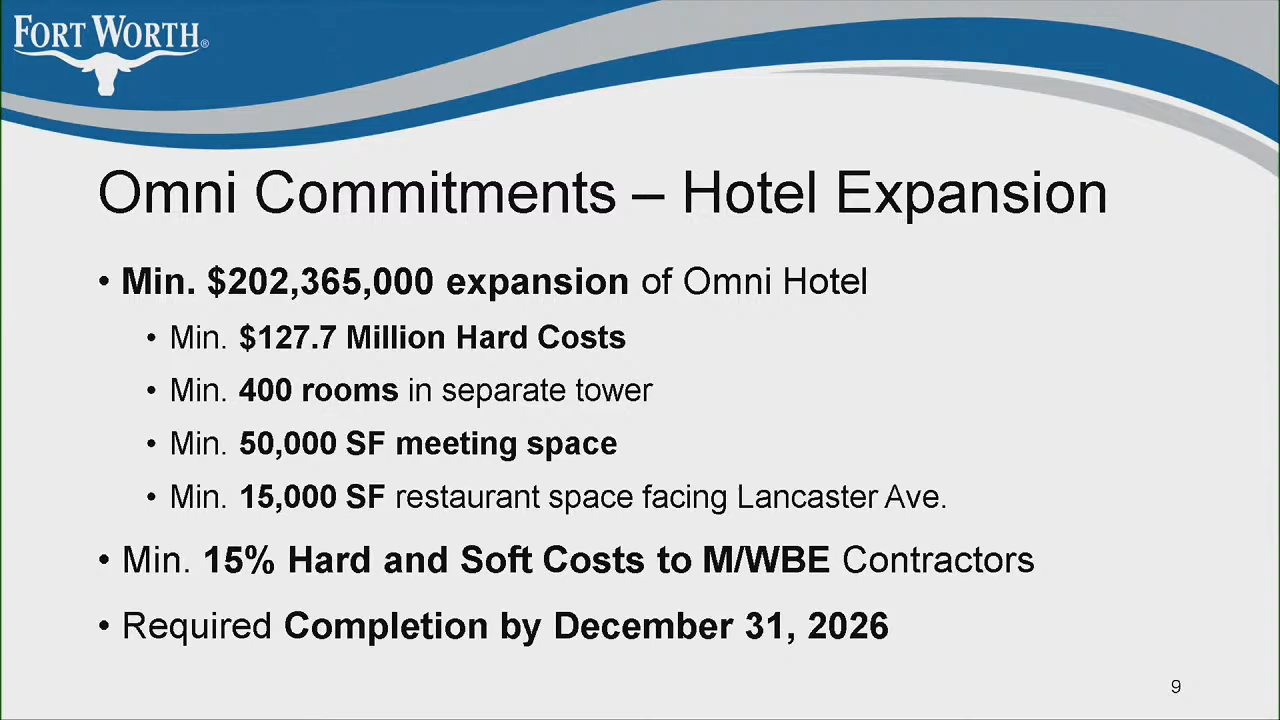 FORT WORTH®
Omni Commitments – Hotel Expansion
• Min. $202,365,000 expansion of Omni Hotel
• Min. $127.7 Million Hard Costs
• Min. 400 rooms in separate tower
• Min. 50,000 SF meeting space
• Min. 15,000 SF restaurant space facing Lancaster Ave.
• Min. 15% Hard and Soft Costs to M/WBE Contractors
• Required Completion by December 31, 2026
9